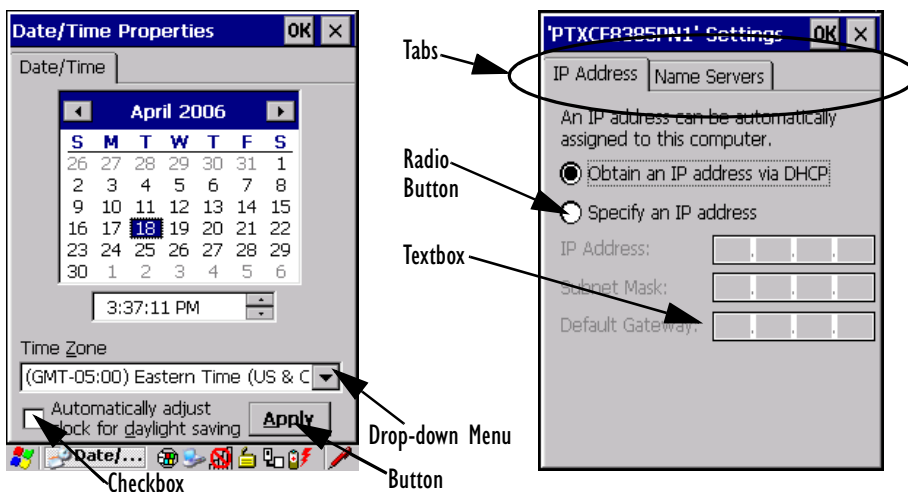 Date/Time Properties OK ×
Date/Time
April 2006
S M T W T F S
26 27 28 29 30 31 1
2 3 4 5 6 7 8
9 10 11 12 13 14 15
16 17 18 19 20 21 22
23 24 25 26 27 28 29
30 1 2 3 4 5 6
3:37:11 PM
Time Zone
(GMT-05:00) Eastern Time (US & C
Automatically adjust
clock for daylight saving
Apply
Date/...
Checkbox
Button
Drop-down Menu
Tabs
Radio
Button
Textbox
'PTXCF8385PN1' Settings OK ×
IP Address Name Servers
An IP address can be automatically
assigned to this computer.
Obtain an IP address via DHCP
Specify an IP address
IP Address: . . .
Subnet Mask: . . .
Default Gateway: . . .